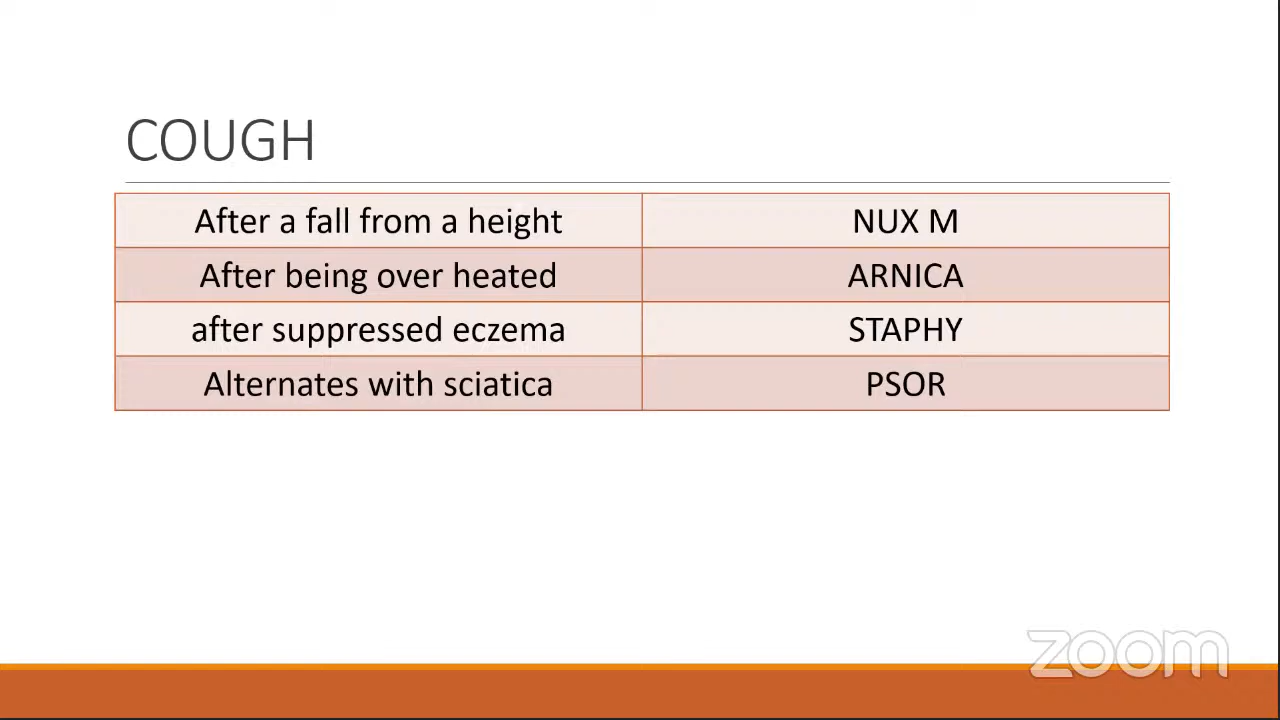 COUGH
After a fall from a height NUX M
After being over heated ARNICA
after suppressed eczema STAPHY
Alternates with sciatica PSOR
zoom